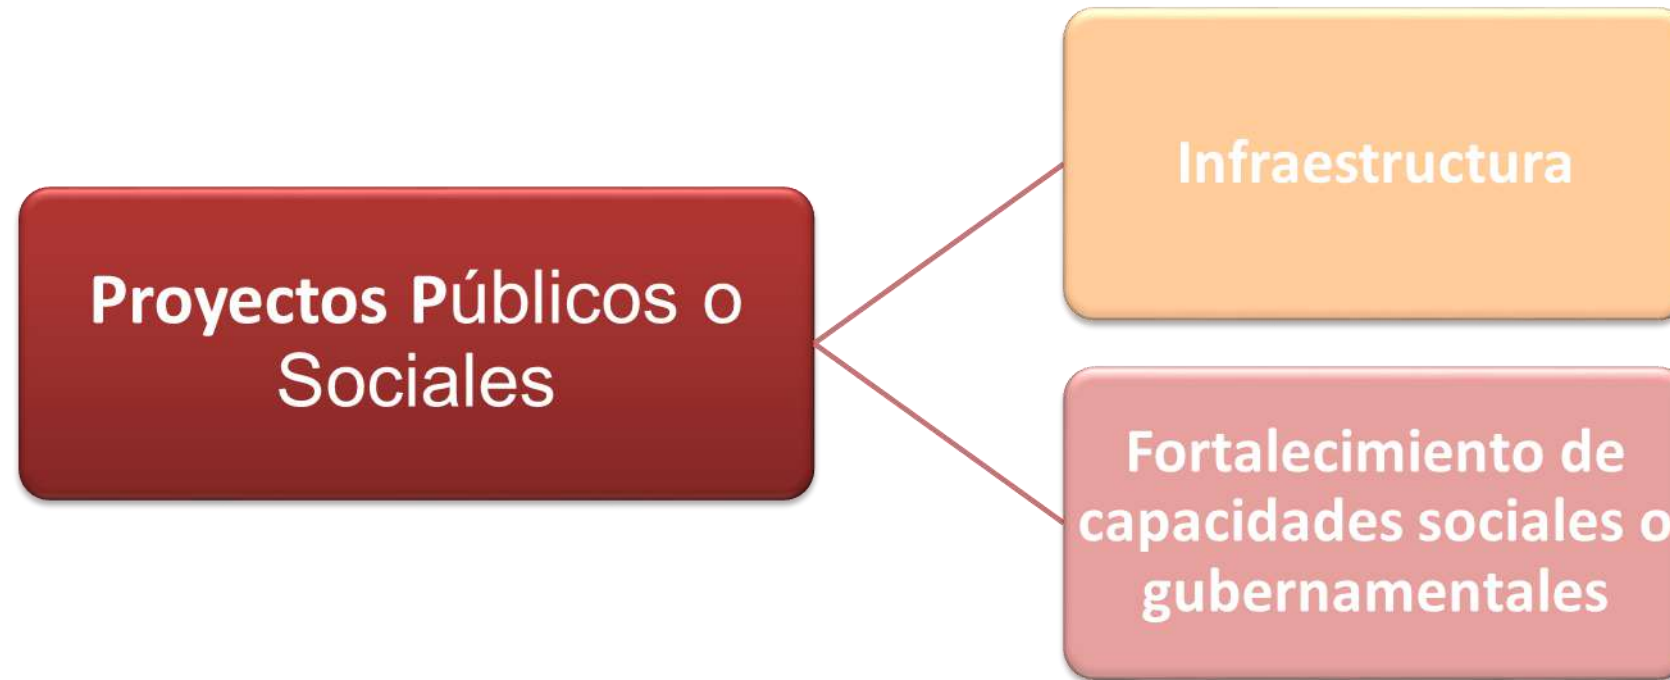 Proyectos Públicos o
Sociales
Infraestructura
Fortalecimiento de
capacidades sociales o
gubernamentales